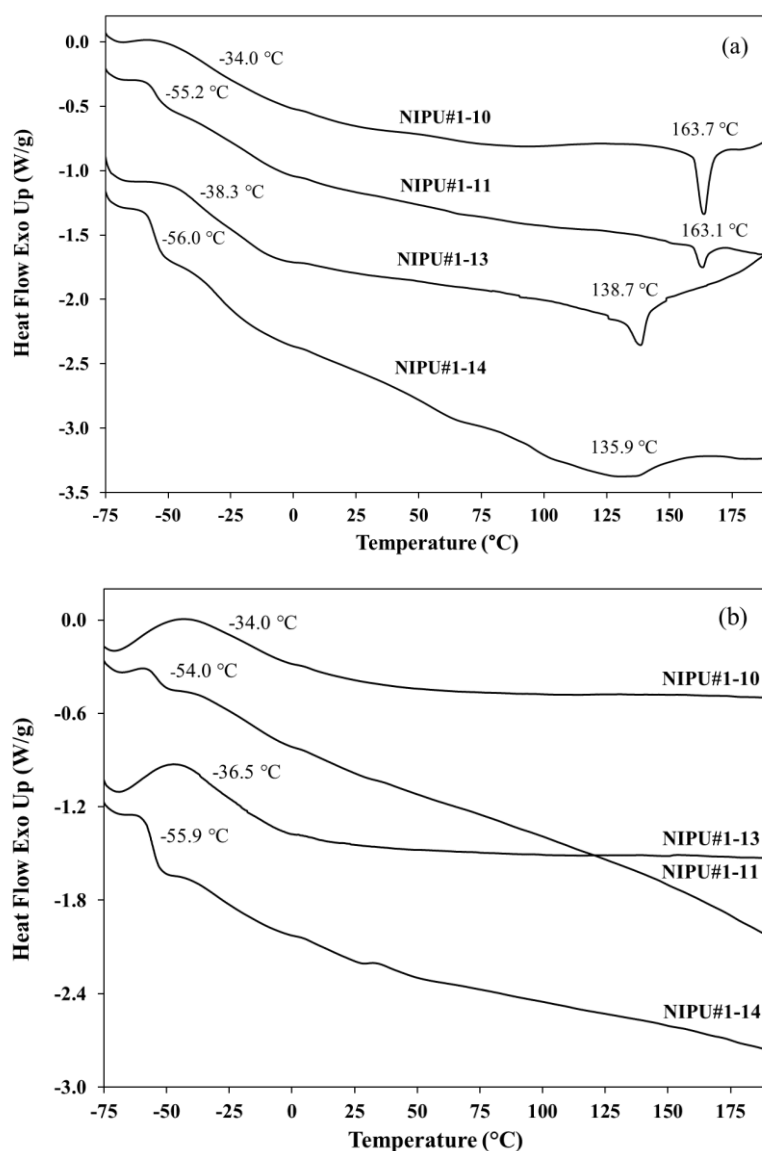 (a)
0.0
-0.5
-1.0
-1.5
-2.0
-2.5
-3.0
-3.5
Heat Flow Exo Up (W/g)
-34.0 °C
-55.2 °C
NIPU#1-10
163.7 °C
NIPU#1-11
-38.3 °C
163.1 °C
-56.0 °C
NIPU#1-13
138.7 °C
NIPU#1-14
135.9 °C
-75 -50 -25 0 25 50 75 100 125 150 175
Temperature (°C)
(b)
0.0
-0.6
-1.2
-1.8
-2.4
-3.0
Heat Flow Exo Up (W/g)
-34.0 °C
-54.0 °C
NIPU#1-10
-36.5 °C
-55.9 °C
NIPU#1-13
NIPU#1-11
NIPU#1-14
-75 -50 -25 0 25 50 75 100 125 150 175
Temperature (°C)